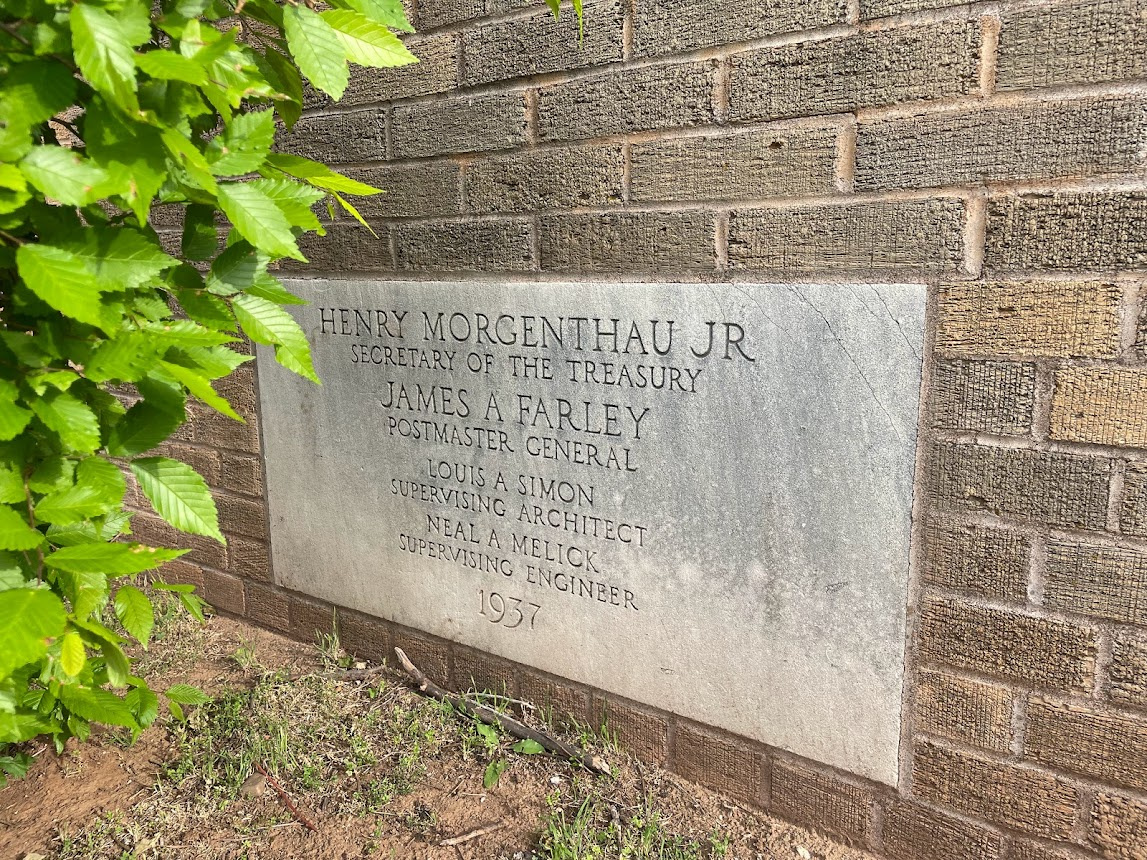 HENRY MORGENTHAU JR
SECRETARY OF THE TREASURY
JAMES A FARLEY
POSTMASTER GENERAL
LOUIS A SIMON
SUPERVISING ARCHITECT
NEAL A MELICK
SUPERVISING ENGINEER
1937